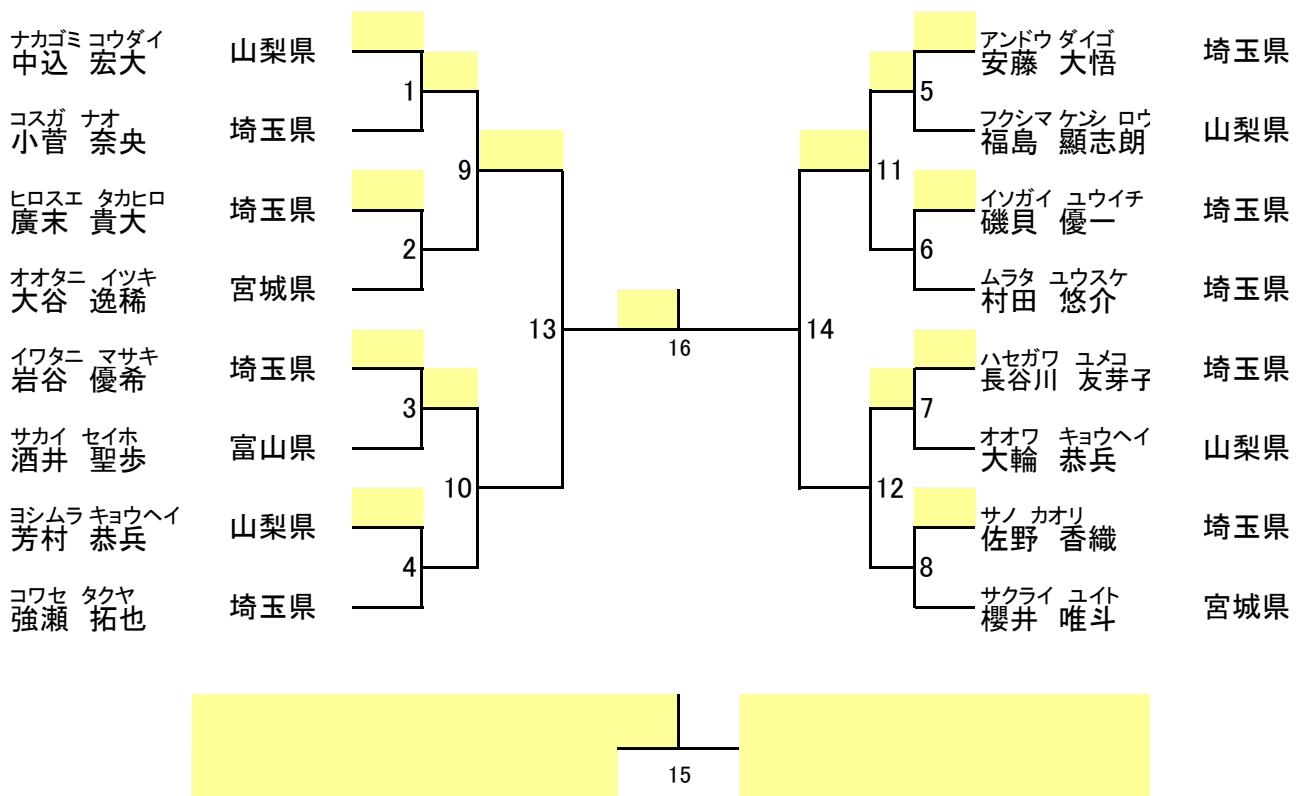 ナカゴミ コウダイ
中込 宏大 山梨県
1
コスガ ナオ
小菅 奈央 埼玉県
9
ヒロスエ タカヒロ
廣末 貴大 埼玉県
2
オオタニ イツキ
大谷 逸稀 宮城県
13
イワタニ マサキ
岩谷 優希 埼玉県
3
サカイ セイホ
酒井 聖歩 富山県
10
ヨシムラ キョウヘイ
芳村 恭兵 山梨県
4
コワセ タクヤ
強瀬 拓也 埼玉県
16
アンドウ ダイゴ
安藤 大悟 埼玉県
5
フクシマ ケンシ ロウ
福島 顯志朗 山梨県
11
イソガイ ユウイチ
磯貝 優一 埼玉県
6
ムラタ ユウスケ
村田 悠介 埼玉県
14
ハセガワ ユメコ
長谷川 友芽子 埼玉県
7
オオワ キョウヘイ
大輪 恭兵 山梨県
12
サノ カオリ
佐野 香織 埼玉県
8
サクライ ユイト
櫻井 唯斗 宮城県
15